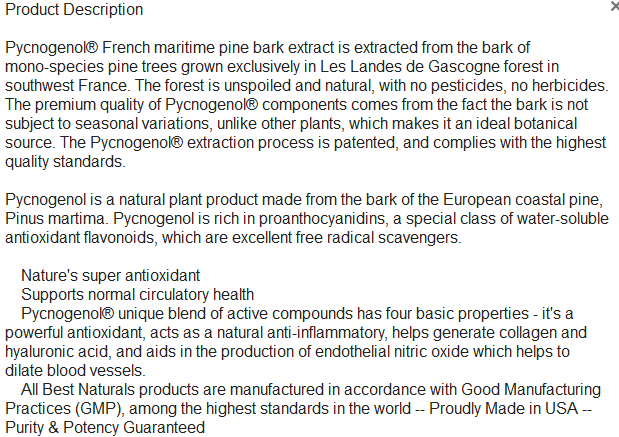 Product Description
Pycnogenol® French maritime pine bark extract is extracted from the bark of
mono-species pine trees grown exclusively in Les Landes de Gascogne forest in
southwest France. The forest is unspoiled and natural, with no pesticides, no herbicides.
The premium quality of Pycnogenol® components comes from the fact the bark is not
subject to seasonal variations, unlike other plants, which makes it an ideal botanical
source. The Pycnogenol® extraction process is patented, and complies with the highest
quality standards.
Pycnogenol is a natural plant product made from the bark of the European coastal pine,
Pinus martima. Pycnogenol is rich in proanthocyanidins, a special class of water-soluble
antioxidant flavonoids, which are excellent free radical scavengers.
Nature's super antioxidant
Supports normal circulatory health
Pycnogenol® unique blend of active compounds has four basic properties - it's a
powerful antioxidant, acts as a natural anti-inflammatory, helps generate collagen and
hyaluronic acid, and aids in the production of endothelial nitric oxide which helps to
dilate blood vessels.
All Best Naturals products are manufactured in accordance with Good Manufacturing
Practices (GMP), among the highest standards in the world -- Proudly Made in USA --
Purity & Potency Guaranteed